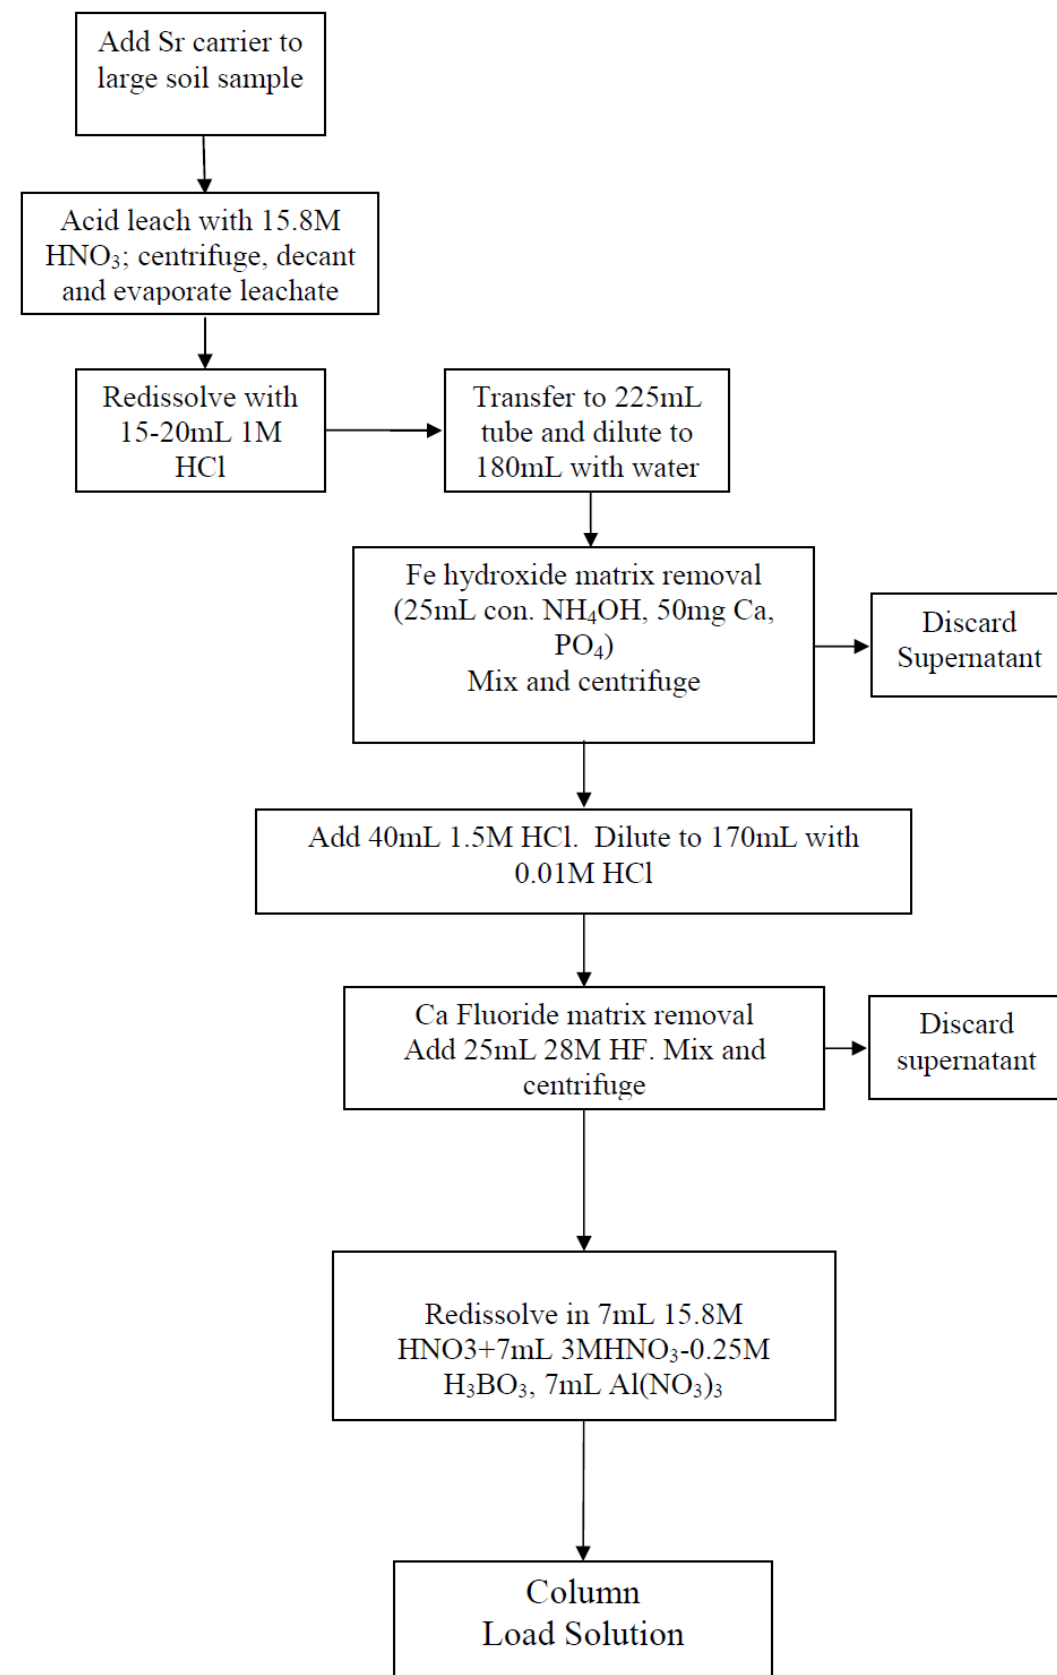 Add Sr carrier to
large soil sample
Acid leach with 15.8M
HNO₃; centrifuge, decant
and evaporate leachate
Redissolve with
15-20mL 1M
HCl
Transfer to 225mL
tube and dilute to
180mL with water
Fe hydroxide matrix removal
(25mL con. NH₄OH, 50mg Ca,
PO₄)
Mix and centrifuge
Discard
Supernatant
Add 40mL 1.5M HCl.  Dilute to 170mL with
0.01M HCl
Ca Fluoride matrix removal
Add 25mL 28M HF. Mix and
centrifuge
Discard
supernatant
Redissolve in 7mL 15.8M
HNO3+7mL 3MHNO₃-0.25M
H₃BO₃, 7mL Al(NO₃)₃
Column
Load Solution